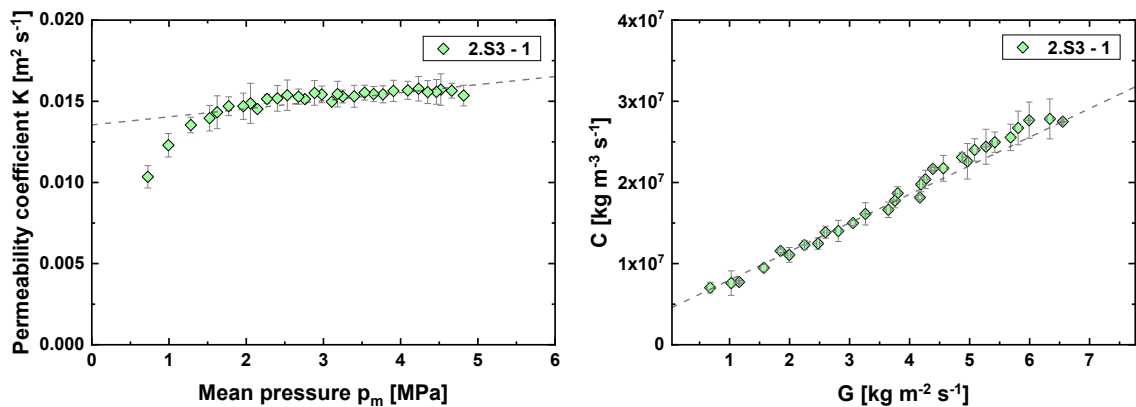 0.020
0.015
0.010
0.005
0.000
0
1
2
3
4
5
6
Permeability coefficient K [m² s⁻¹]
Mean pressure pₘ [MPa]
2.S3 - 1
4x10⁷
3x10⁷
2x10⁷
1x10⁷
0
1
2
3
4
5
6
7
C [kg m⁻³ s⁻¹]
G [kg m⁻² s⁻¹]
2.S3 - 1